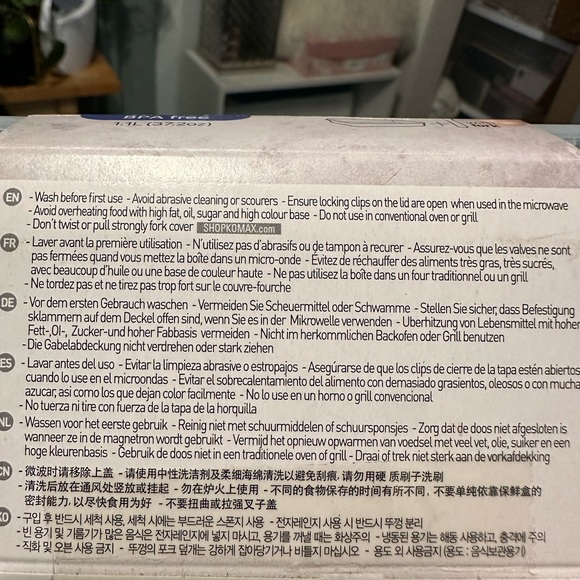 BPA free
1.1L (37.2oz)
EN - Wash before first use - Avoid abrasive cleaning or scourers - Ensure locking clips on the lid are open when used in the microwave
- Avoid overheating food with high fat, oil, sugar and high colour base - Do not use in conventional oven or grill
- Don't twist or pull strongly fork cover SHOPKOMAX.com
FR - Laver avant la première utilisation - N'utilisez pas d'abrasifs ou de tampon à recurer - Assurez-vous que les valves ne sont
pas fermées quand vous mettez la boîte dans un micro-onde - Évitez de réchauffer des aliments très gras, très sucrés,
avec beaucoup d'huile ou une base de couleur haute - Ne pas utilisez la boîte dans un four traditionnel ou un grill
- Ne tordez pas et ne tirez pas trop fort sur le couvre-fourche
DE - Vor dem ersten Gebrauch waschen - Vermeiden Sie Scheuermittel oder Schwamme - Stellen Sie sicher, dass Befestigung
sklammern auf dem Deckel offen sind, wenn Sie es in der Mikrowelle verwenden - Uberhitzung von Lebensmittel mit hoher
Fett-,Ol-, Zucker-und hoher Fabbasis vermeiden - Nicht im herkommlichen Backofen oder Grill benutzen
- Die Gabelabdeckung nicht verdrehen oder stark ziehen
ES - Lavar antes del uso - Evitar la limpieza abrasiva o estropajos - Asegúrarse de que los clips de cierre de la tapa estén abiertos
cuando lo use en el microondas - Evitar el sobrecalentamiento del alimento con demasiado grasientos, oleosos o con mucha
azucar, asi como los que dejan color facilmente - No lo use en un horno o grill convencional
- No tuerza ni tire con fuerza de la tapa de la horquilla
NL - Wassen voor het eerste gebruik - Reinig niet met schuurmiddelen of schuursponsjes - Zorg dat de doos niet afgesloten is
wanneer ze in de magnetron wordt gebruikt - Vermijd het opnieuw opwarmen van voedsel met veel vet, olie, suiker en een
hoge kleurenbasis - Gebruik de doos niet in een traditionele oven of grill - Draai of trek niet sterk aan de vorkafdekking
CN - 微波时请移除上盖 - 请使用中性洗洁剂及柔细海绵清洗以避免刮痕, 请勿用硬 质刷子洗刷
- 清洗后放在通风处竖放或挂起 - 勿在炉火上使用 - 不同的食物保存的时间有所不同, 不要单纯依靠保鲜盒的
密封能力, 以尽快食用为好 - 不要扭曲或拉强叉子盖
KO - 구입 후 반드시 세척 사용, 세척 시에는 부드러운 스폰지 사용 - 전자레인지 사용 시 반드시 뚜껑 분리
- 빈 용기 및 기름기가 많은 음식은 전자레인지에 넣지 마시고, 용기를 꺼낼 때는 화상주의 - 냉동된 용기는 해동 사용하고, 충격에 주의
- 직화 및 오븐 사용 금지 - 뚜껑의 포크 덮개는 강하게 잡아당기거나 비틀지 마십시오 - 용도 외 사용금지 (용도 : 음식보관용기)